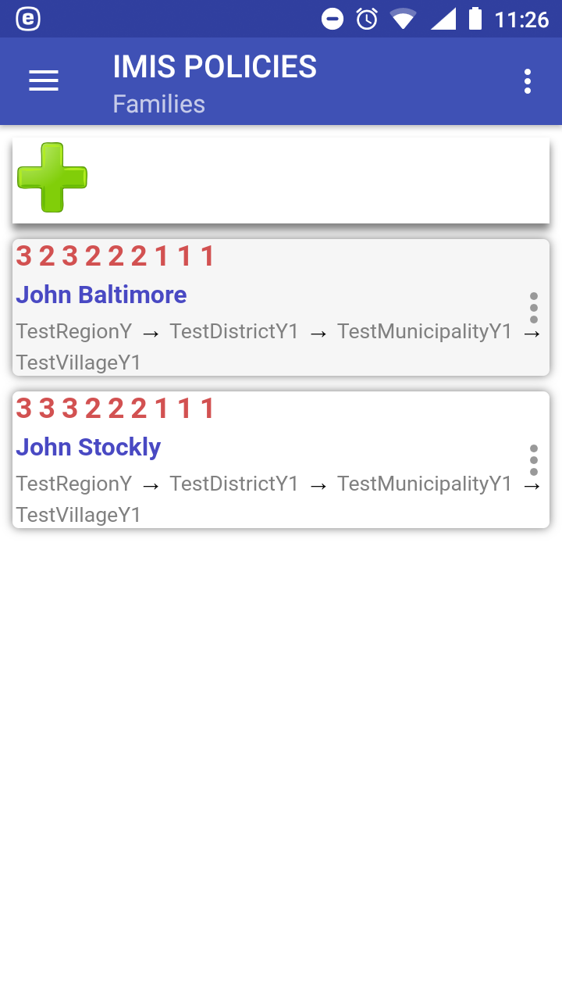 11:26
IMIS POLICIES
Families
3 2 3 2 2 2 1 1 1
John Baltimore
TestRegionY → TestDistrictY1 → TestMunicipalityY1 →
TestVillageY1
3 3 3 2 2 2 1 1 1
John Stockly
TestRegionY → TestDistrictY1 → TestMunicipalityY1 →
TestVillageY1